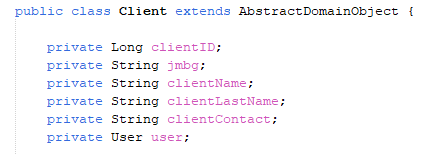 public class Client extends AbstractDomainObject {
private Long clientID;
private String jmbg;
private String clientName;
private String clientLastName;
private String clientContact;
private User user;